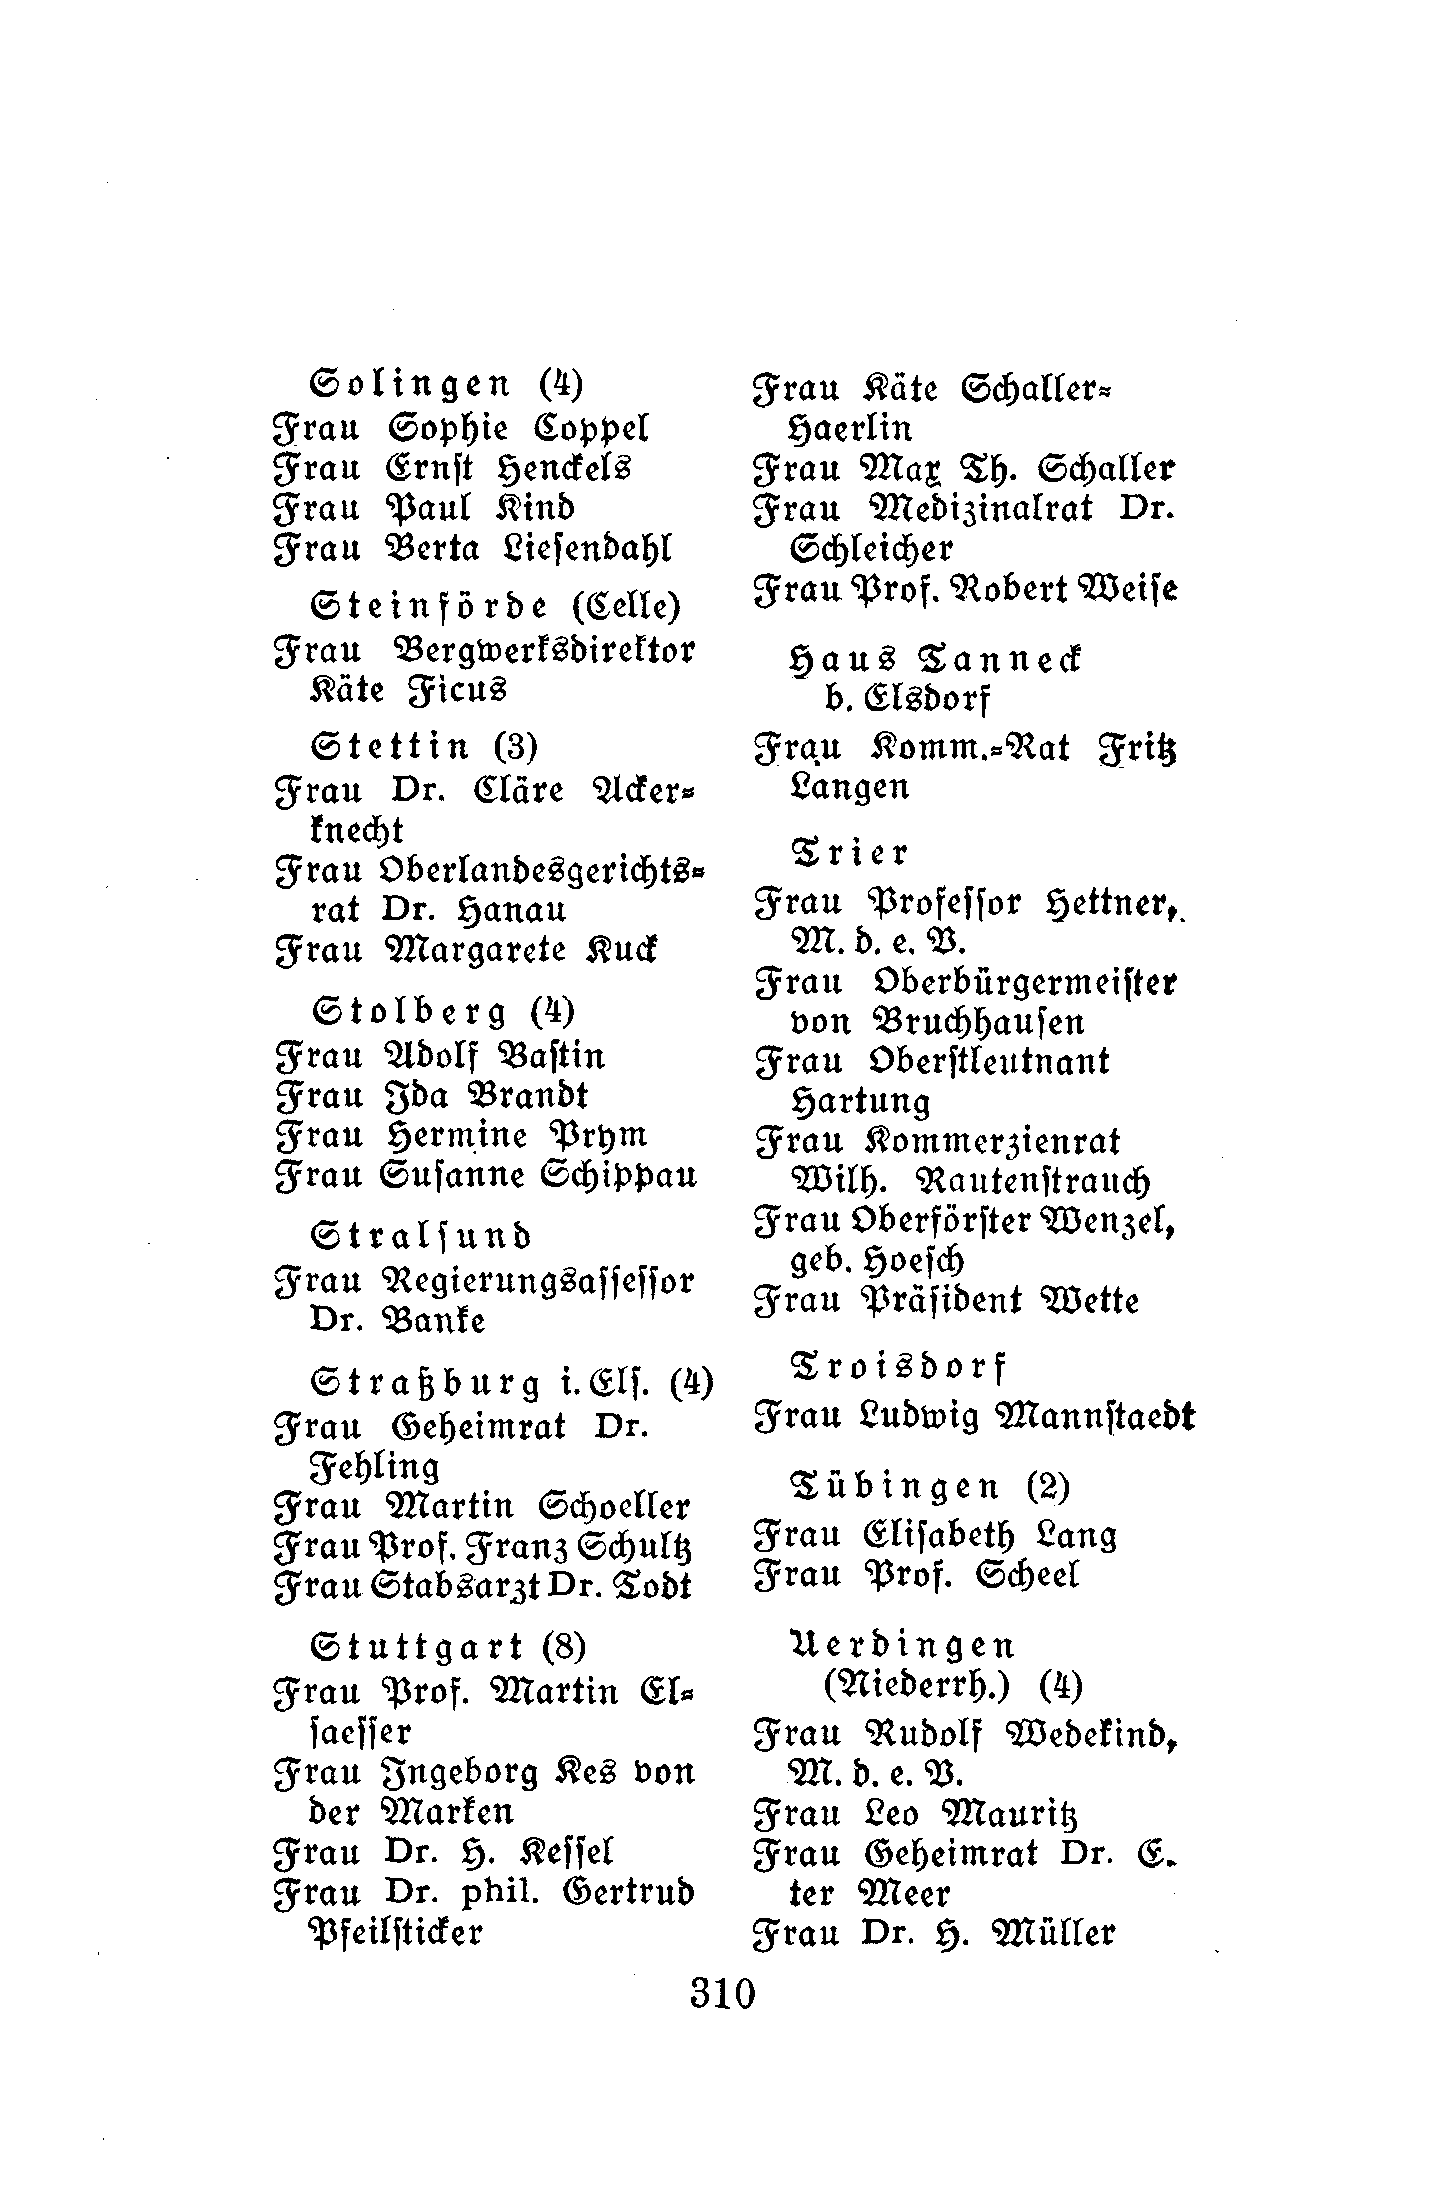 Solingen (4)
Frau Sophie Coppel
Frau Ernst Henckels
Frau Paul Kind
Frau Berta Liesendahl
Steinförde (Celle)
Frau Bergwerksdirektor
Käte Ficus
Stettin (3)
Frau Dr. Cläre Acker-
knecht
Frau Oberlandesgerichts-
rat Dr. Hanau
Frau Margarete Kuck
Stolberg (4)
Frau Adolf Bastin
Frau Ida Brandt
Frau Hermine Prym
Frau Susanne Schippau
Stralsund
Frau Regierungsassessor
Dr. Banke
Straßburg i. Els. (4)
Frau Geheimrat Dr.
Fehling
Frau Martin Schoeller
Frau Prof. Franz Schultz
Frau Stabsarzt Dr. Todt
Stuttgart (8)
Frau Prof. Martin El-
saesser
Frau Ingeborg Kes von
der Marken
Frau Dr. H. Kessel
Frau Dr. phil. Gertrud
Pfeilsticker
Frau Käte Schaller-
Haerlin
Frau Max Th. Schaller
Frau Medizinalrat Dr.
Schleicher
Frau Prof. Robert Weise
Haus Tanneck
b. Elsdorf
Frau Komm.-Rat Fritz
Langen
Trier
Frau Professor Hettner,
M. d. e. V.
Frau Oberbürgermeister
von Bruchhausen
Frau Oberstleutnant
Hartung
Frau Kommerzienrat
Wilh. Rautenstrauch
Frau Oberförster Wenzel,
geb. Hoesch
Frau Präsident Wette
Troisdorf
Frau Ludwig Mannstaedt
Tübingen (2)
Frau Elisabeth Lang
Frau Prof. Scheel
Uerdingen
(Niederrh.) (4)
Frau Rudolf Wedekind,
M. d. e. V.
Frau Leo Mauritz
Frau Geheimrat Dr. E.
ter Meer
Frau Dr. H. Müller
310